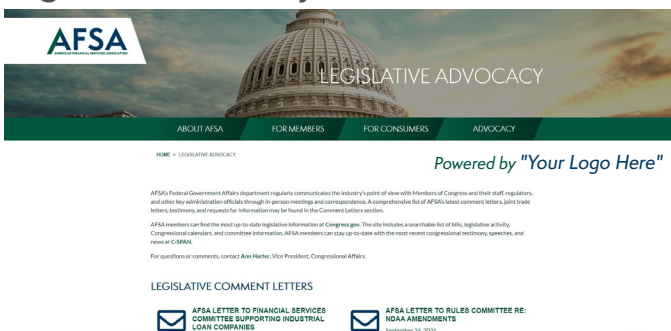 AFSA
AMERICAN FINANCIAL SERVICES ASSOCIATION
LEGISLATIVE ADVOCACY
ABOUT AFSA
FOR MEMBERS
FOR CONSUMERS
ADVOCACY
HOME » LEGISLATIVE ADVOCACY
Powered by "Your Logo Here"
AFSA's Federal Government Affairs department regularly communicates the industry's point of view with Members of Congress and their staff, regulators,
and other key administration officials through in-person meetings and correspondence. A comprehensive list of AFSA's latest comment letters, joint trade
letters, testimony, and requests for information may be found in the Comment Letters section.
AFSA members can find the most up-to-date legislative information at Congress.gov. The site includes a searchable list of bills, legislative activity,
Congressional calendars, and committee information. AFSA members can stay up-to-date with the most recent congressional testimony, speeches, and
news at C-SPAN.
For questions or comments, contact Ann Harter, Vice President, Congressional Affairs.
LEGISLATIVE COMMENT LETTERS
AFSA LETTER TO FINANCIAL SERVICES
COMMITTEE SUPPORTING INDUSTRIAL
LOAN COMPANIES
AFSA LETTER TO RULES COMMITTEE RE:
NDAA AMENDMENTS